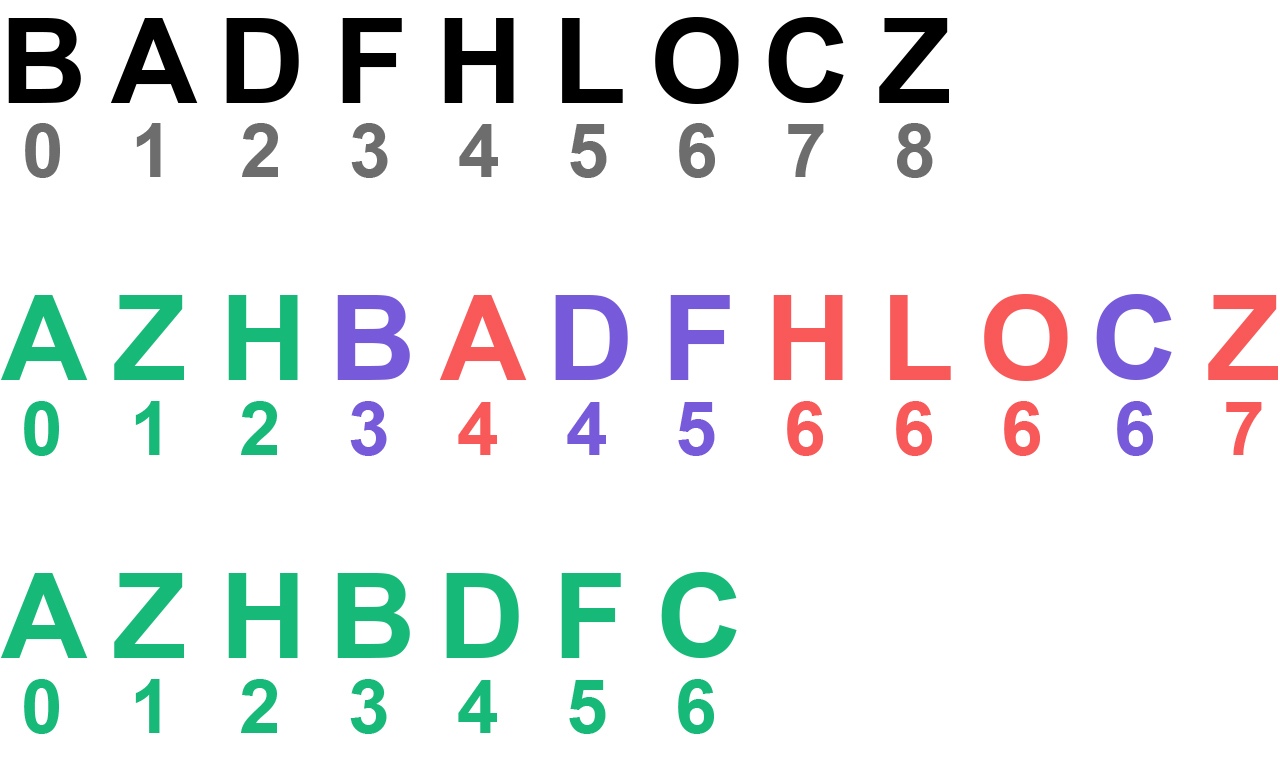 B A D F H L O C Z
0 1 2 3 4 5 6 7 8
A Z H B A D F H L O C Z
0 1 2 3 4 4 5 6 6 6 6 7
A Z H B D F C
0 1 2 3 4 5 6